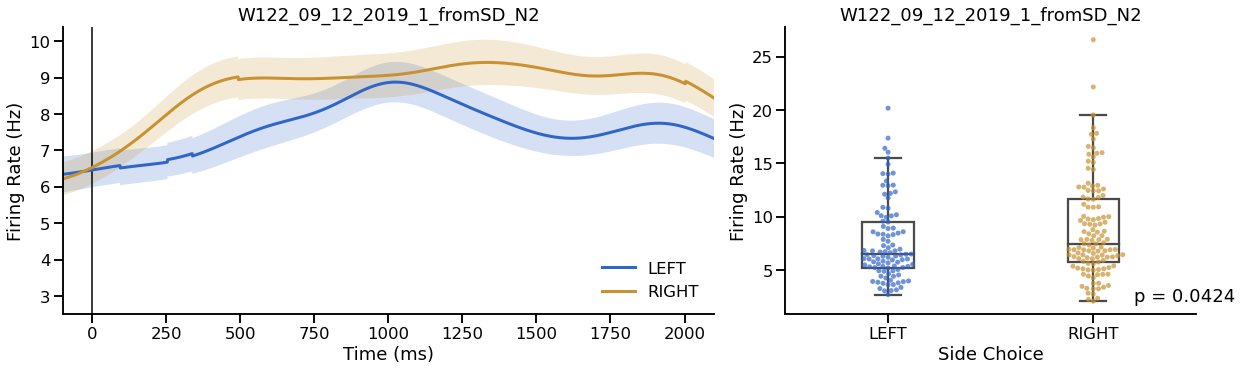 W122_09_12_2019_1_fromSD_N2
Firing Rate (Hz)
10
9
8
7
6
5
4
3
0
250
500
750
1000
1250
1500
1750
2000
Time (ms)
LEFT
RIGHT
W122_09_12_2019_1_fromSD_N2
Firing Rate (Hz)
25
20
15
10
5
p = 0.0424
LEFT
RIGHT
Side Choice